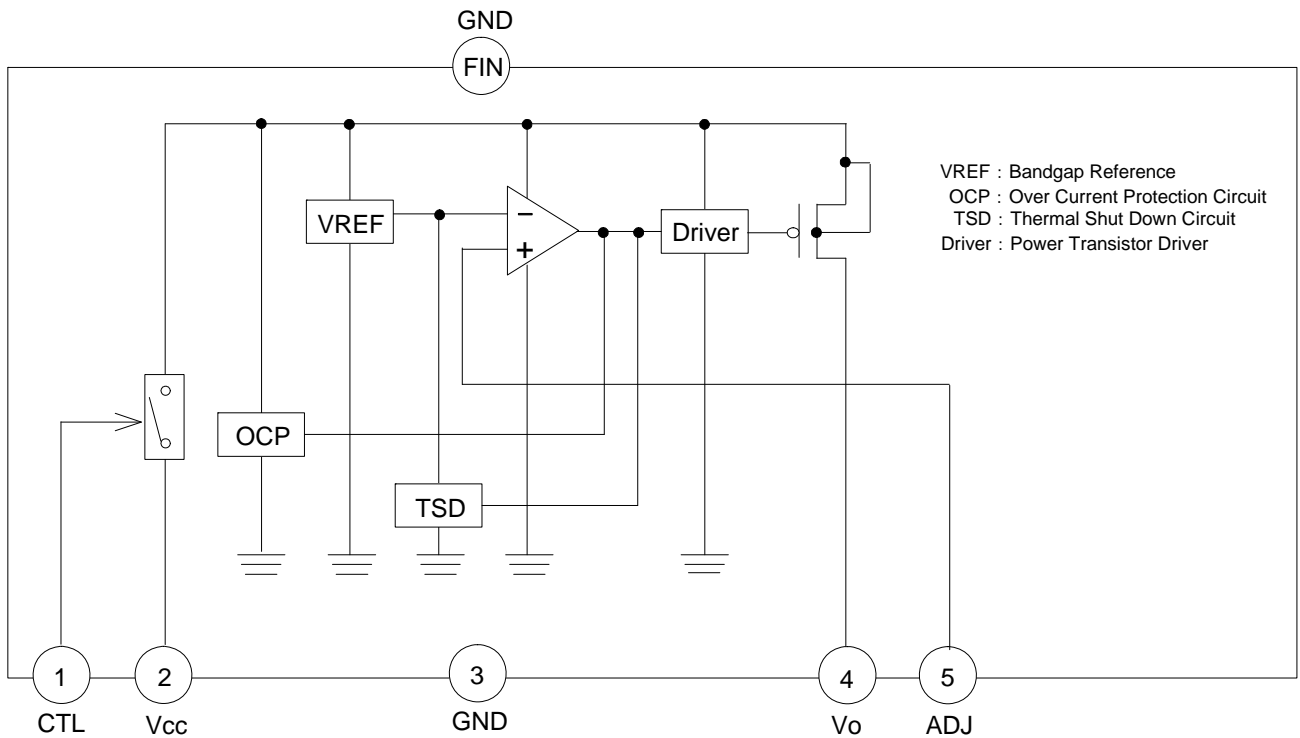 GND
FIN
VREF : Bandgap Reference
OCP : Over Current Protection Circuit
TSD : Thermal Shut Down Circuit
Driver : Power Transistor Driver
VREF
−
+
Driver
OCP
TSD
1
2
3
4
5
CTL
Vcc
GND
Vo
ADJ